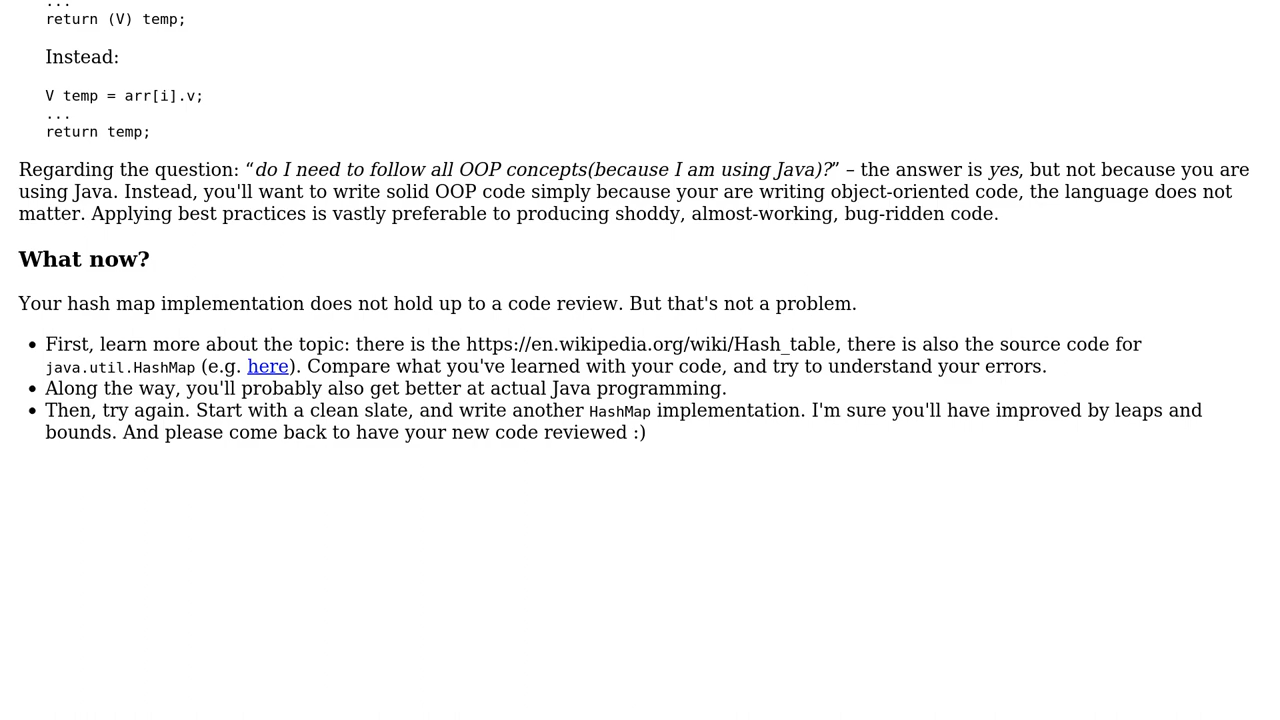 ...
return (V) temp;
Instead:
V temp = arr[i].v;
...
return temp;
Regarding the question: “do I need to follow all OOP concepts(because I am using Java)?” – the answer is yes, but not because you are
using Java. Instead, you'll want to write solid OOP code simply because your are writing object-oriented code, the language does not
matter. Applying best practices is vastly preferable to producing shoddy, almost-working, bug-ridden code.
What now?
Your hash map implementation does not hold up to a code review. But that's not a problem.
• First, learn more about the topic: there is the https://en.wikipedia.org/wiki/Hash_table, there is also the source code for
java.util.HashMap (e.g. here). Compare what you've learned with your code, and try to understand your errors.
• Along the way, you'll probably also get better at actual Java programming.
• Then, try again. Start with a clean slate, and write another HashMap implementation. I'm sure you'll have improved by leaps and
bounds. And please come back to have your new code reviewed :)